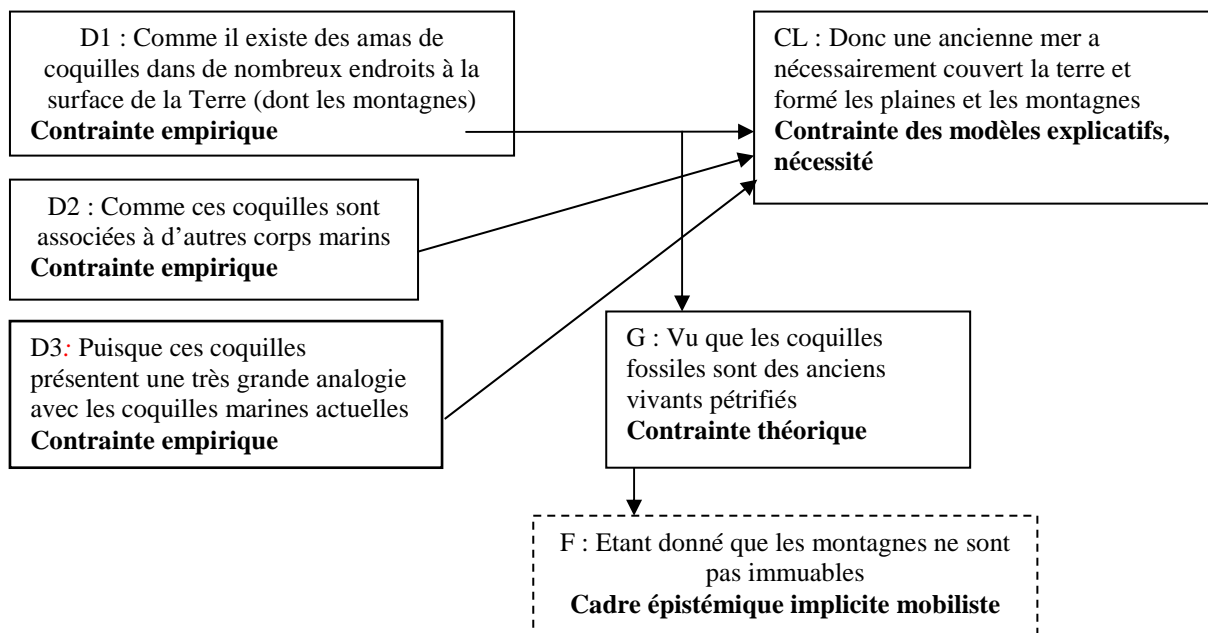 D1 : Comme il existe des amas de
coquilles dans de nombreux endroits à la
surface de la Terre (dont les montagnes)
Contrainte empirique
CL : Donc une ancienne mer a
nécessairement couvert la terre et
formé les plaines et les montagnes
Contrainte des modèles explicatifs,
nécessité
D2 : Comme ces coquilles sont
associées à d’autres corps marins
Contrainte empirique
D3: Puisque ces coquilles
présentent une très grande analogie
avec les coquilles marines actuelles
Contrainte empirique
G : Vu que les coquilles
fossiles sont des anciens
vivants pétrifiés
Contrainte théorique
F : Etant donné que les montagnes ne sont
pas immuables
Cadre épistémique implicite mobiliste